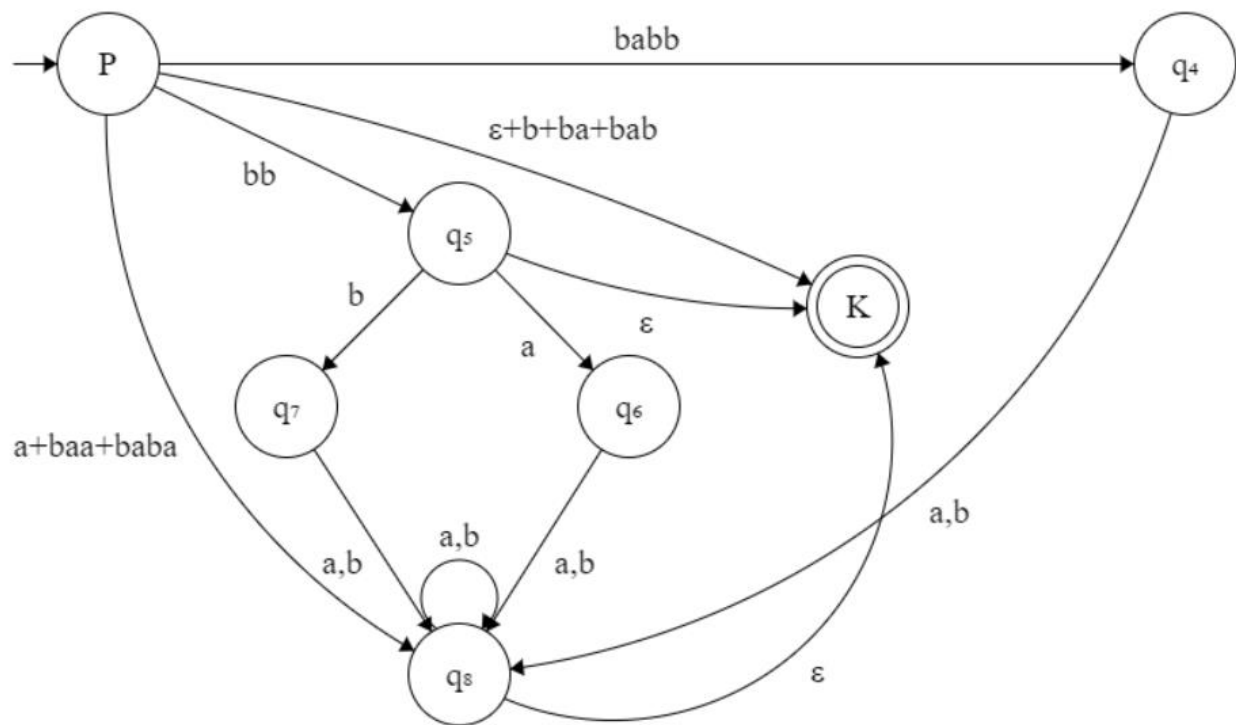 babb
P
q₄
ε+b+ba+bab
bb
q₅
b
ε
K
a
q₇
q₆
a+baa+baba
a,b
a,b
a,b
a,b
q₈
ε